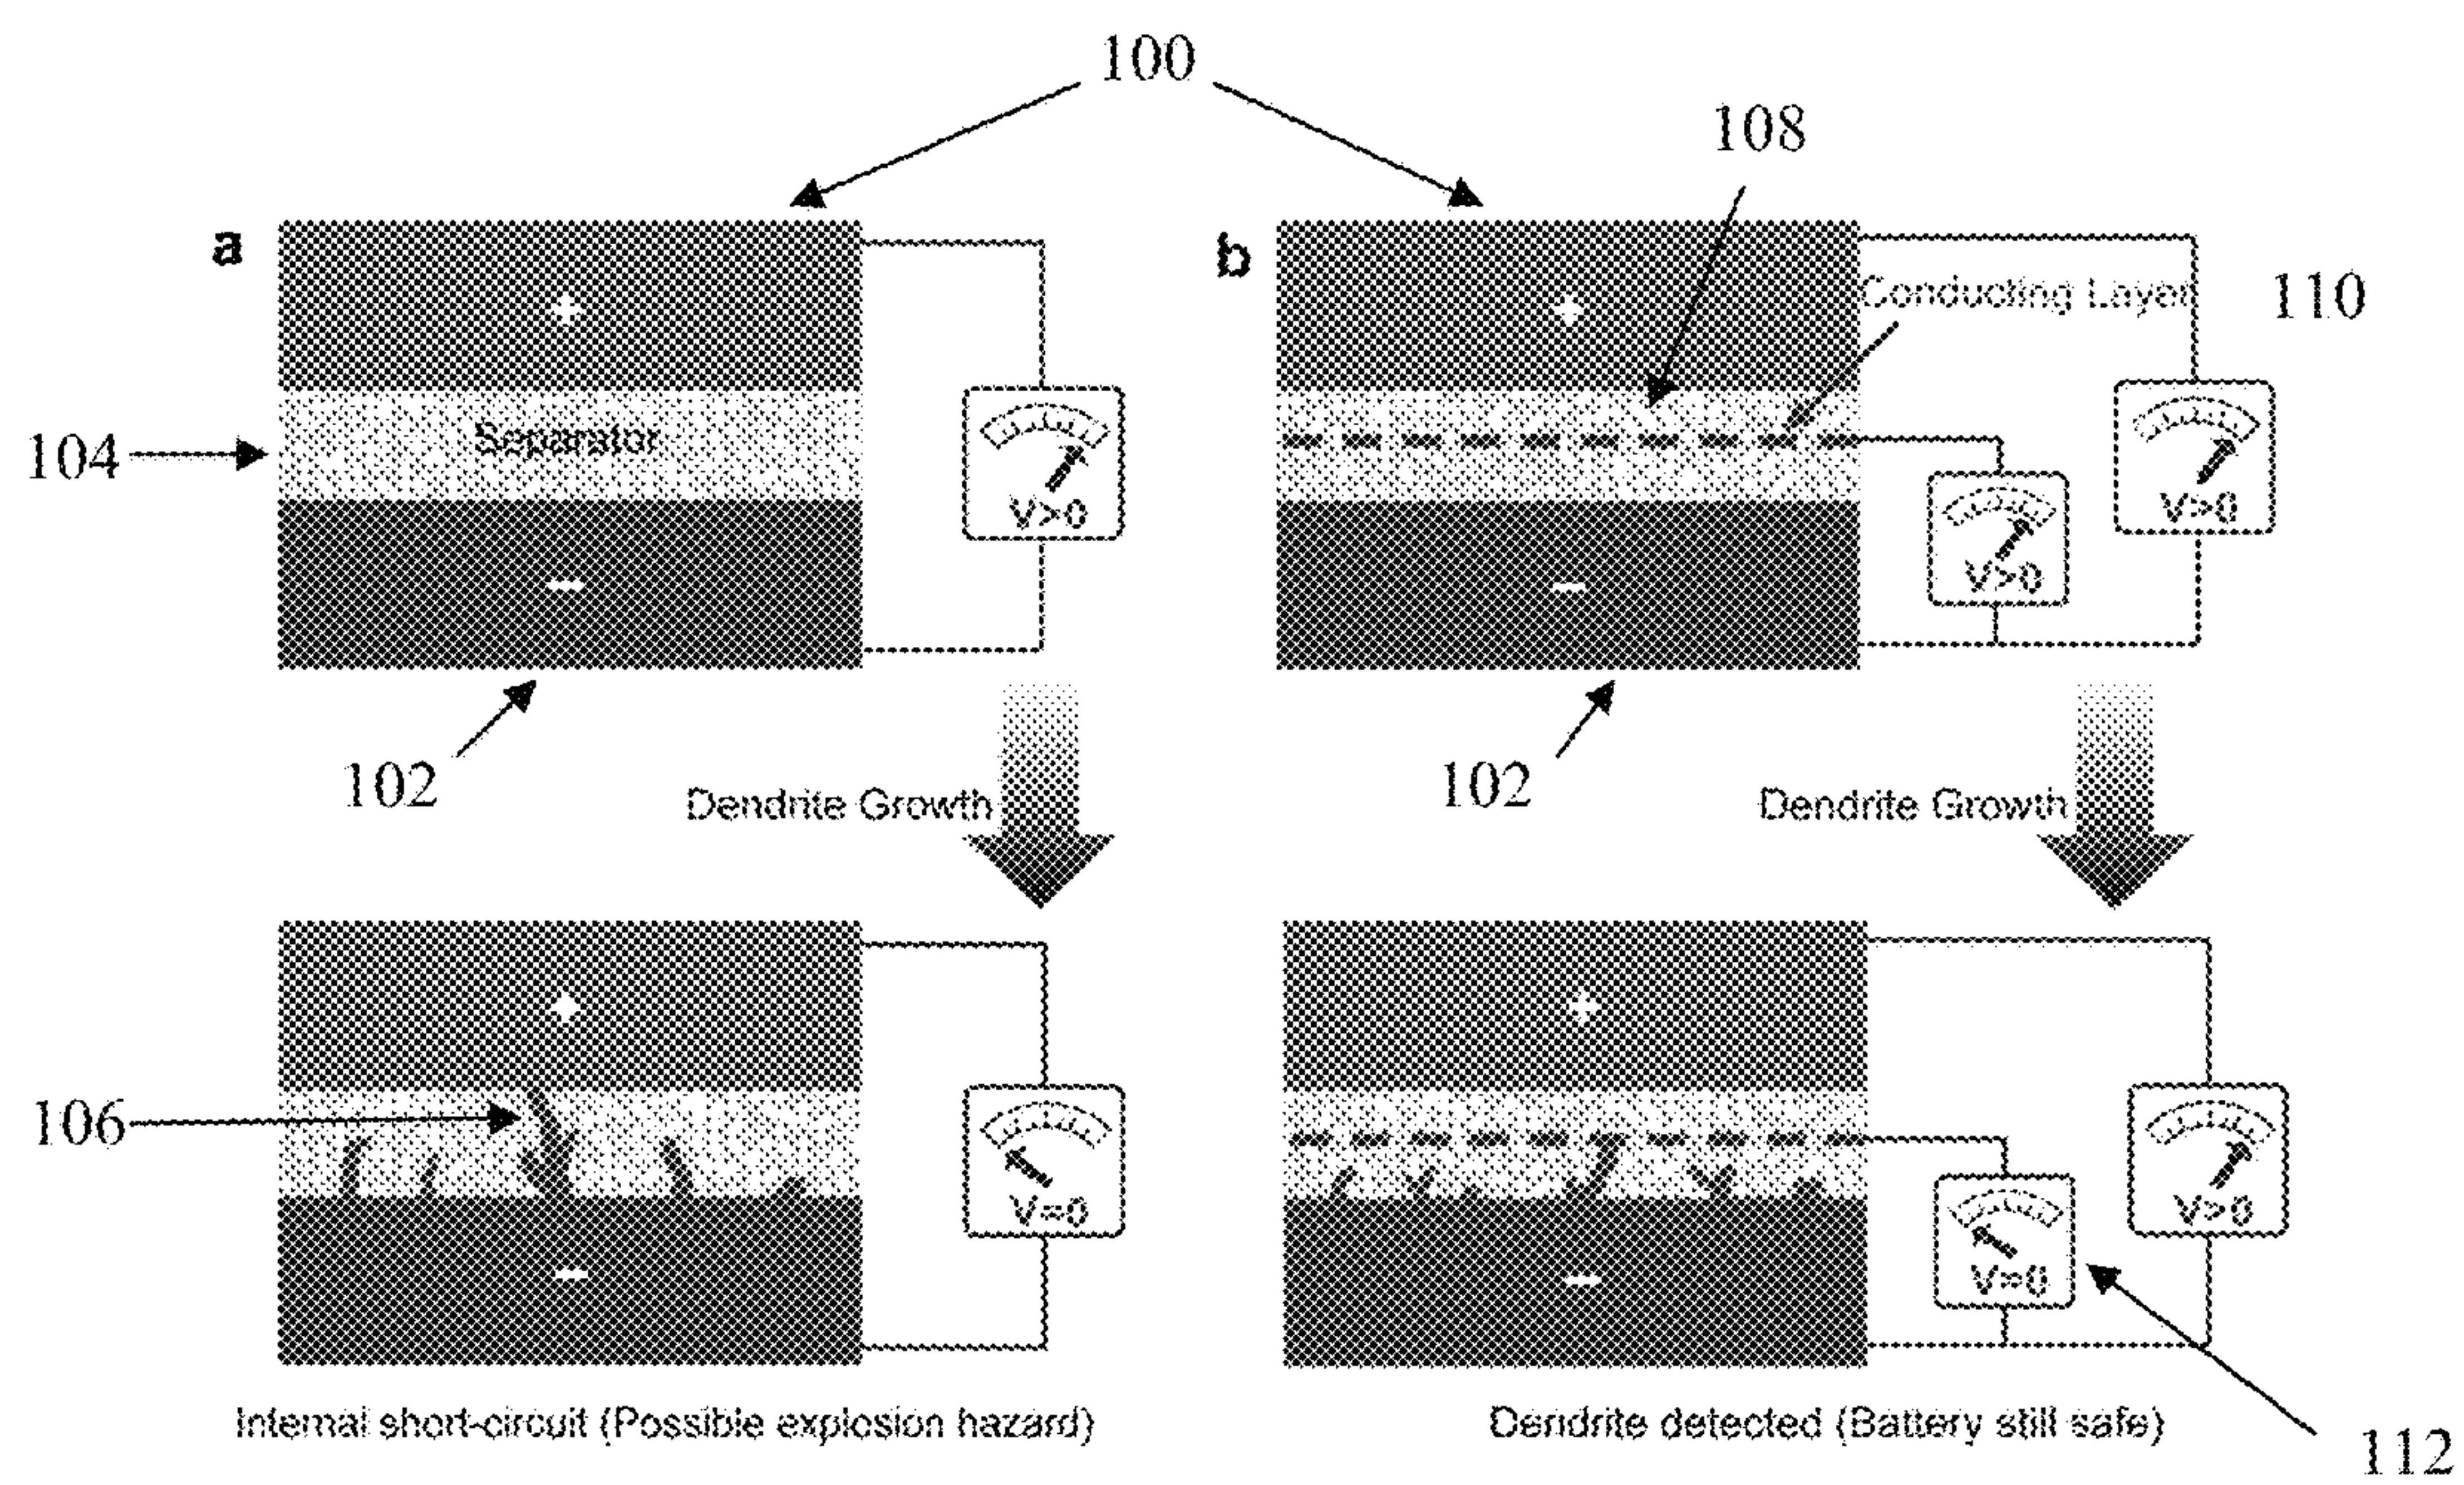 100
108
a
b
+
+
Conducting Layer
110
104
Separator
V>0
V>0
V>0
−
−
102
102
Dendrite Growth
Dendrite Growth
+
+
106
V=0
V=0
V>0
−
−
Internal short-circuit (Possible explosion hazard)
Dendrite detected (Battery still safe)
112